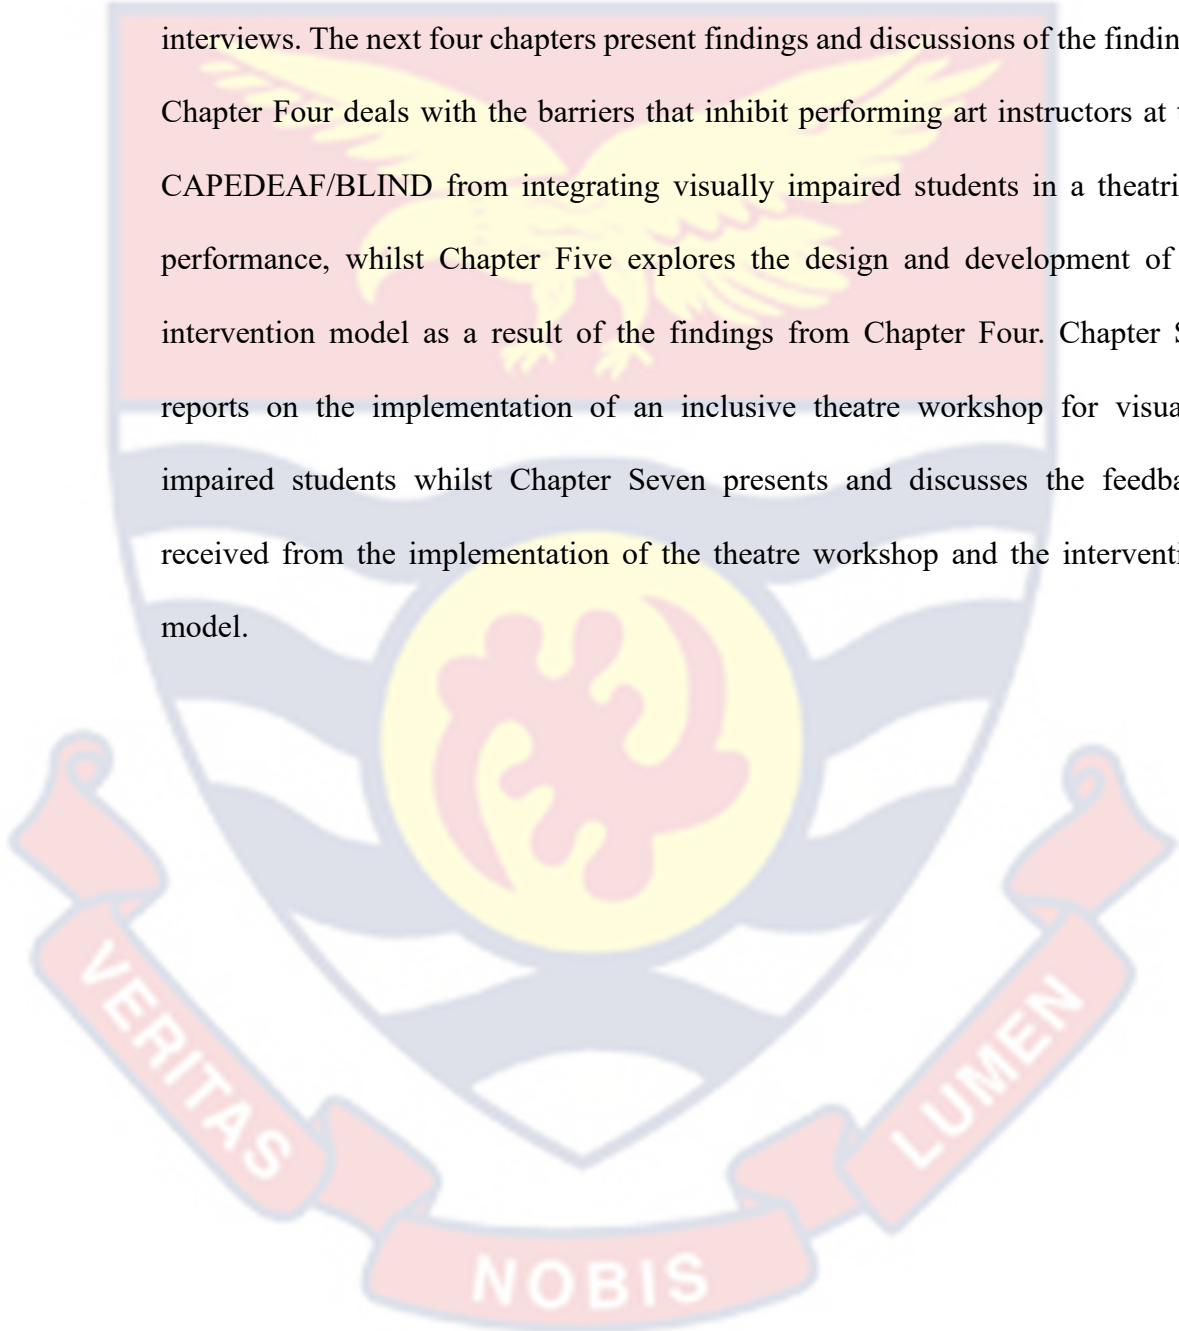 interviews. The next four chapters present findings and discussions of the findin
Chapter Four deals with the barriers that inhibit performing art instructors at
CAPEDEAF/BLIND from integrating visually impaired students in a theatri
performance, whilst Chapter Five explores the design and development of
intervention model as a result of the findings from Chapter Four. Chapter S
reports on the implementation of an inclusive theatre workshop for visua
impaired students whilst Chapter Seven presents and discusses the feedba
received from the implementation of the theatre workshop and the interventi
model.
VERITAS
NOBIS
LUMEN